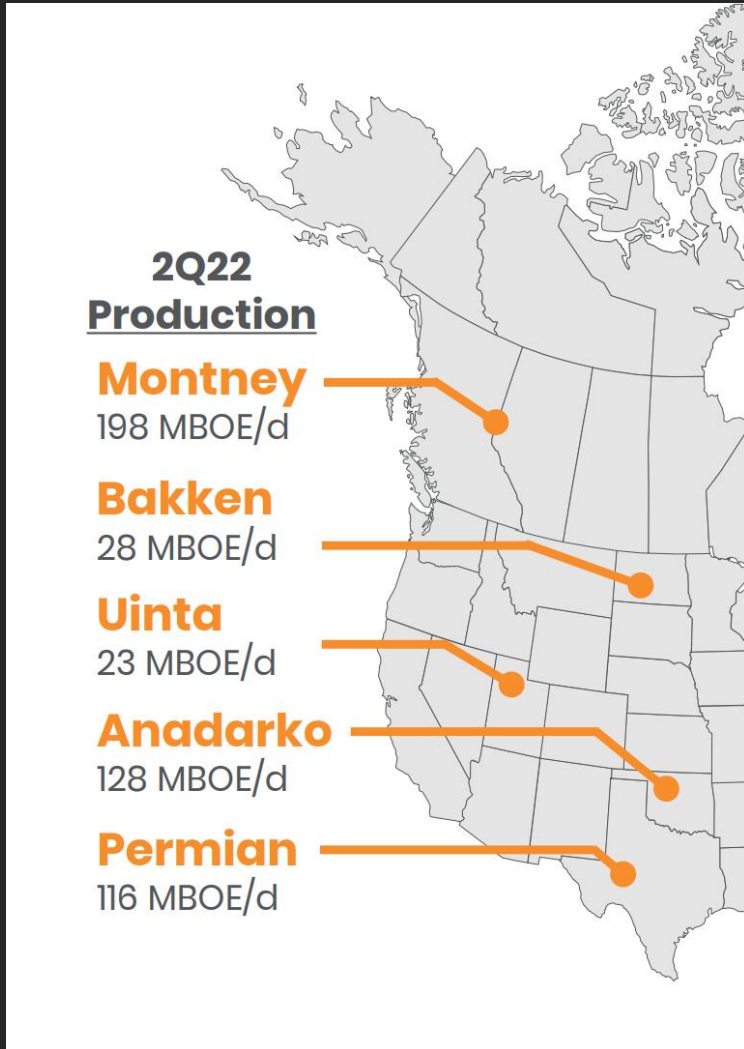 2Q22
Production
Montney
198 MBOE/d
Bakken
28 MBOE/d
Uinta
23 MBOE/d
Anadarko
128 MBOE/d
Permian
116 MBOE/d